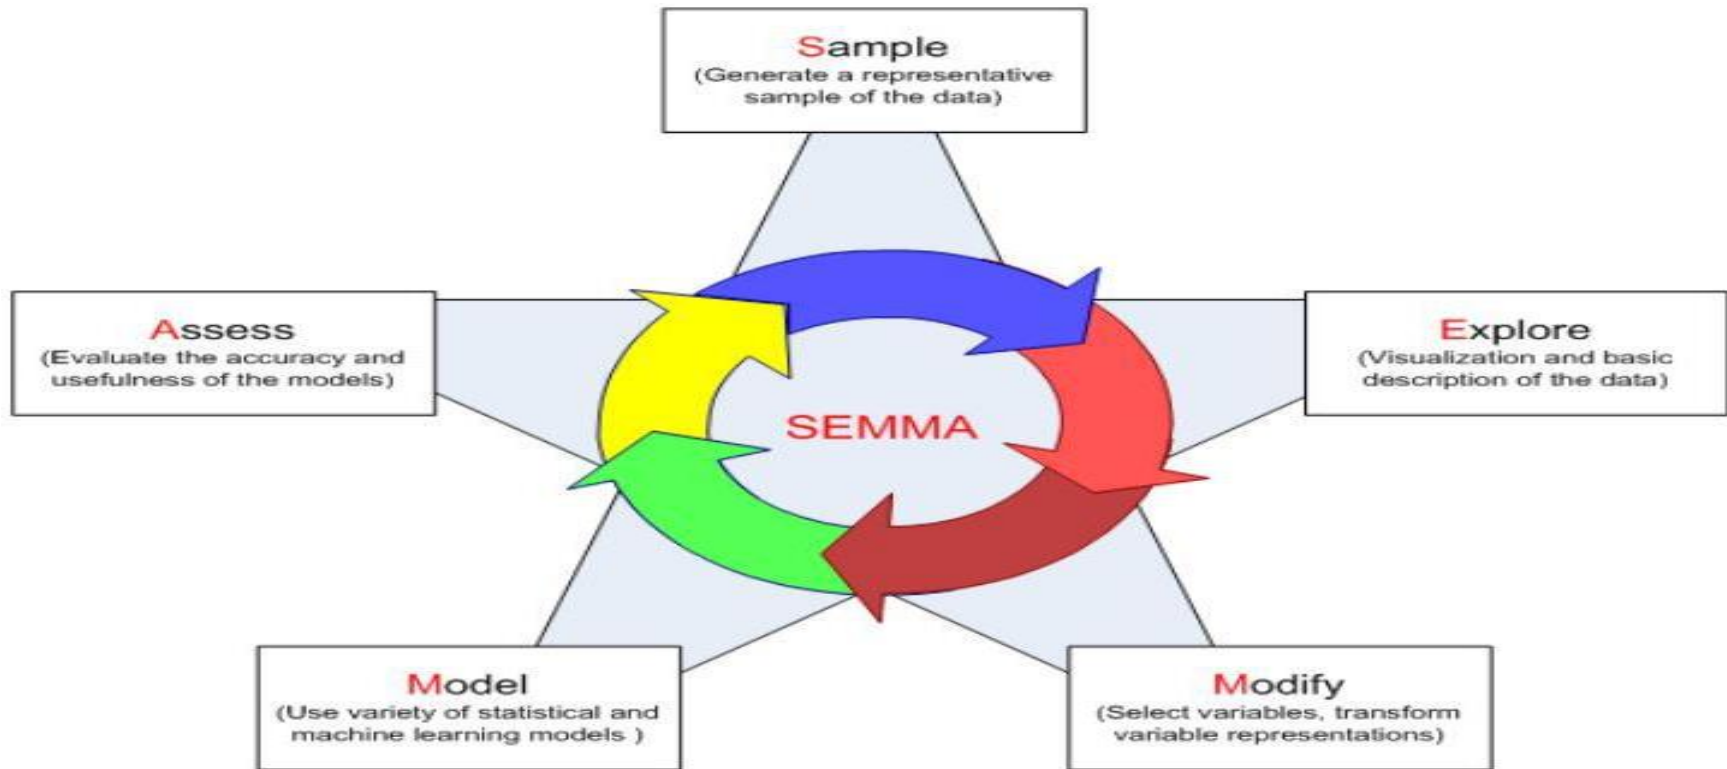 Sample
(Generate a representative
sample of the data)
Assess
(Evaluate the accuracy and
usefulness of the models)
Explore
(Visualization and basic
description of the data)
SEMMA
Model
(Use variety of statistical and
machine learning models )
Modify
(Select variables, transform
variable representations)